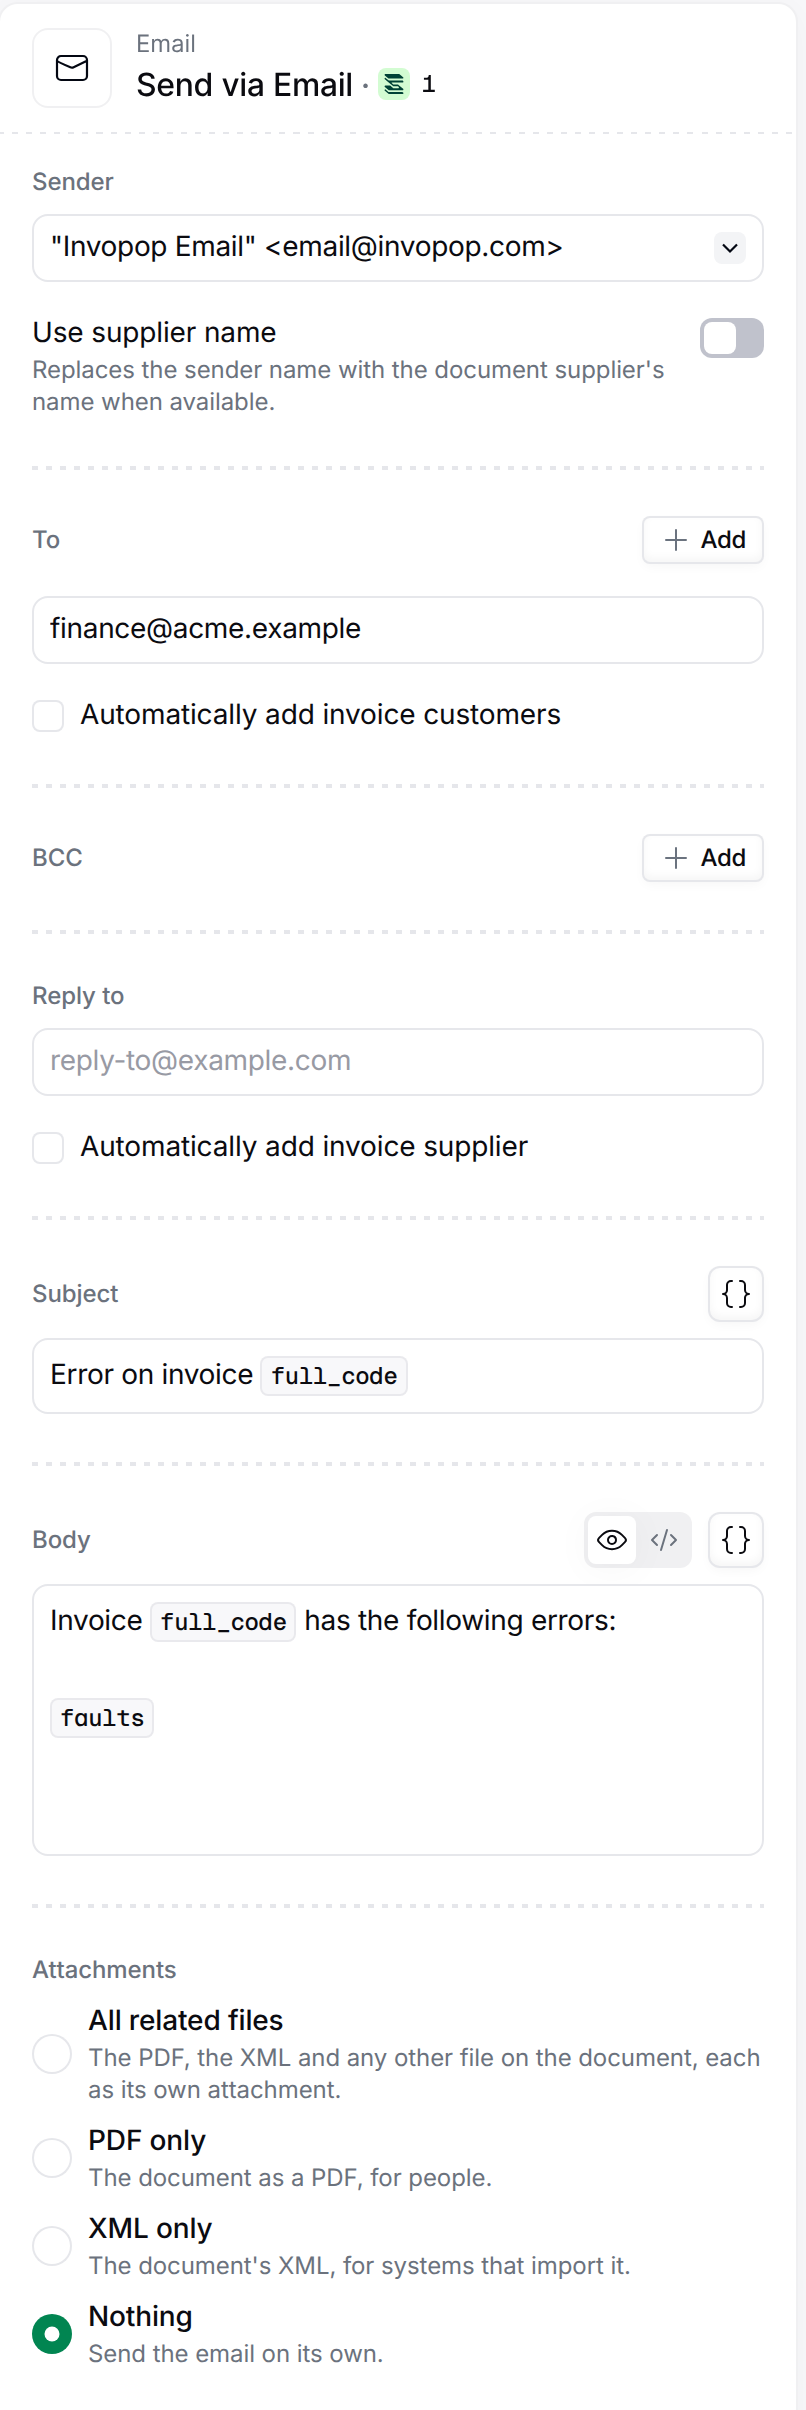 Email
Send via Email · 1
Sender
"Invopop Email" <email@invopop.com>
Use supplier name
Replaces the sender name with the document supplier's
name when available.
To
Add
finance@acme.example
Automatically add invoice customers
BCC
Add
Reply to
reply-to@example.com
Automatically add invoice supplier
Subject
{}
Error on invoice full_code
Body
</> {}
Invoice full_code has the following errors:
faults
Attachments
All related files
The PDF, the XML and any other file on the document, each
as its own attachment.
PDF only
The document as a PDF, for people.
XML only
The document's XML, for systems that import it.
Nothing
Send the email on its own.